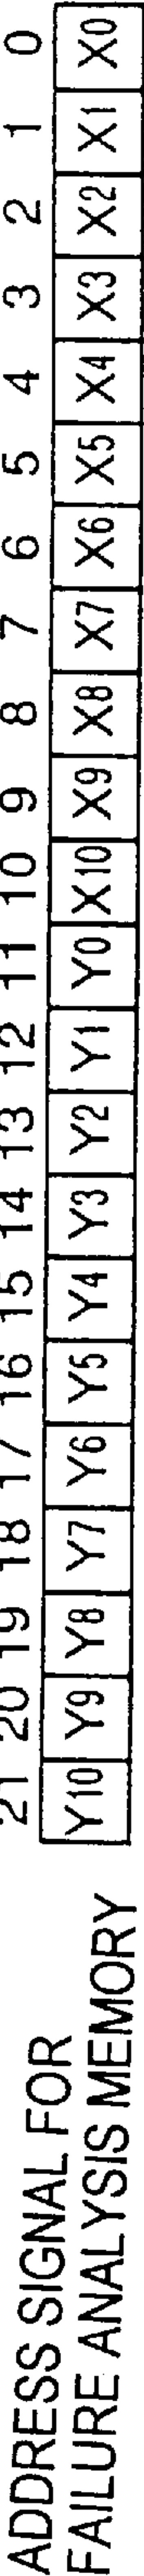 21 20 19 18 17 16 15 14 13 12 11 10 9 8 7 6 5 4 3 2 1 0
ADDRESS SIGNAL FOR
FAILURE ANALYSIS MEMORY
Y10 Y9 Y8 Y7 Y6 Y5 Y4 Y3 Y2 Y1 Y0 X10 X9 X8 X7 X6 X5 X4 X3 X2 X1 X0